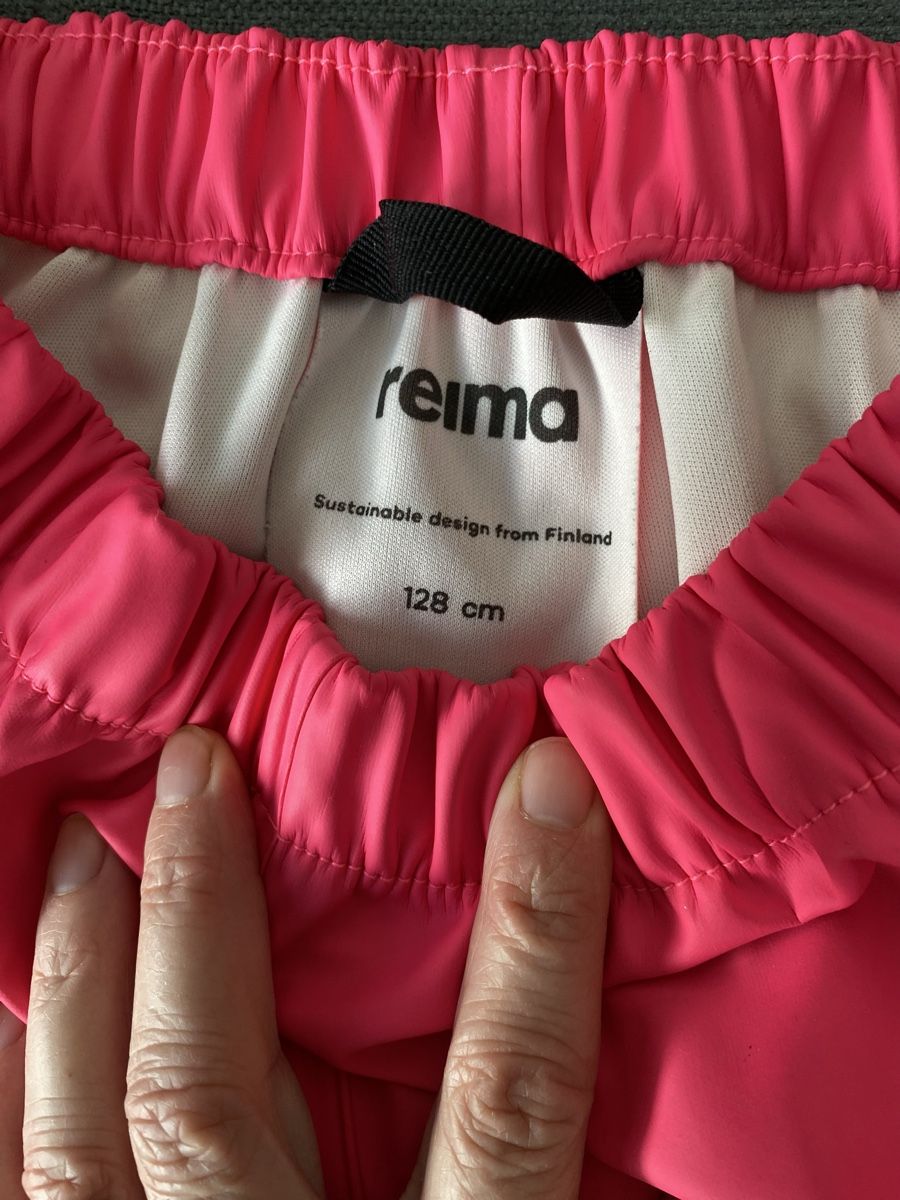 reima
Sustainable design from Finland
128 cm